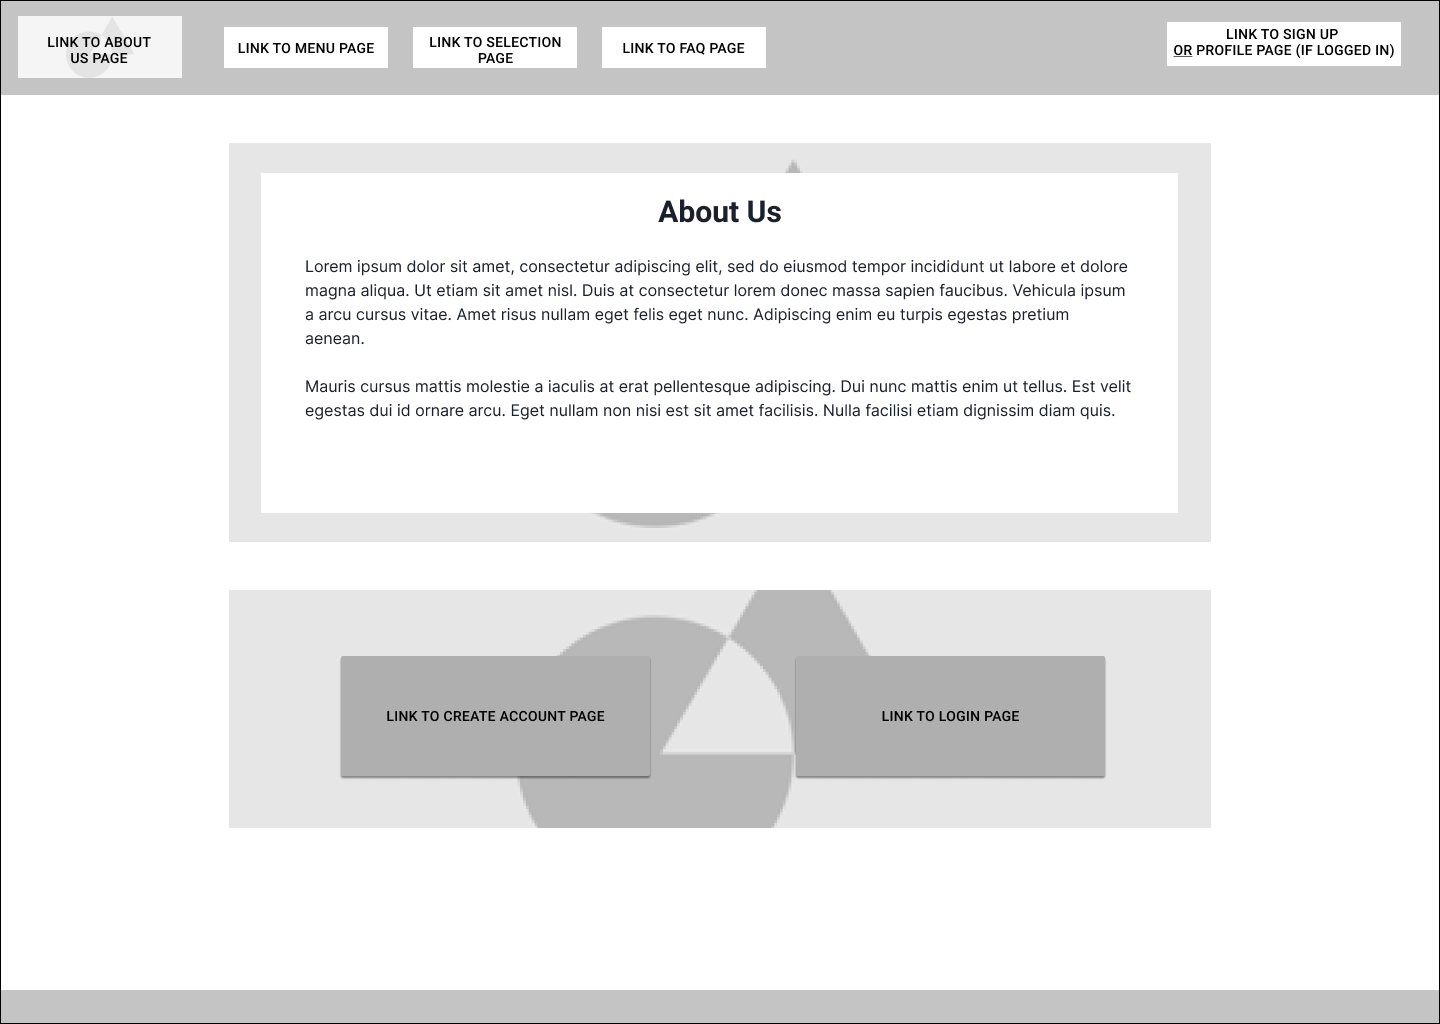 LINK TO ABOUT
US PAGE
LINK TO MENU PAGE
LINK TO SELECTION
PAGE
LINK TO FAQ PAGE
LINK TO SIGN UP
OR PROFILE PAGE (IF LOGGED IN)
About Us
Lorem ipsum dolor sit amet, consectetur adipiscing elit, sed do eiusmod tempor incididunt ut labore et dolore
magna aliqua. Ut etiam sit amet nisl. Duis at consectetur lorem donec massa sapien faucibus. Vehicula ipsum
a arcu cursus vitae. Amet risus nullam eget felis eget nunc. Adipiscing enim eu turpis egestas pretium
aenean.
Mauris cursus mattis molestie a iaculis at erat pellentesque adipiscing. Dui nunc mattis enim ut tellus. Est velit
egestas dui id ornare arcu. Eget nullam non nisi est sit amet facilisis. Nulla facilisi etiam dignissim diam quis.
LINK TO CREATE ACCOUNT PAGE
LINK TO LOGIN PAGE